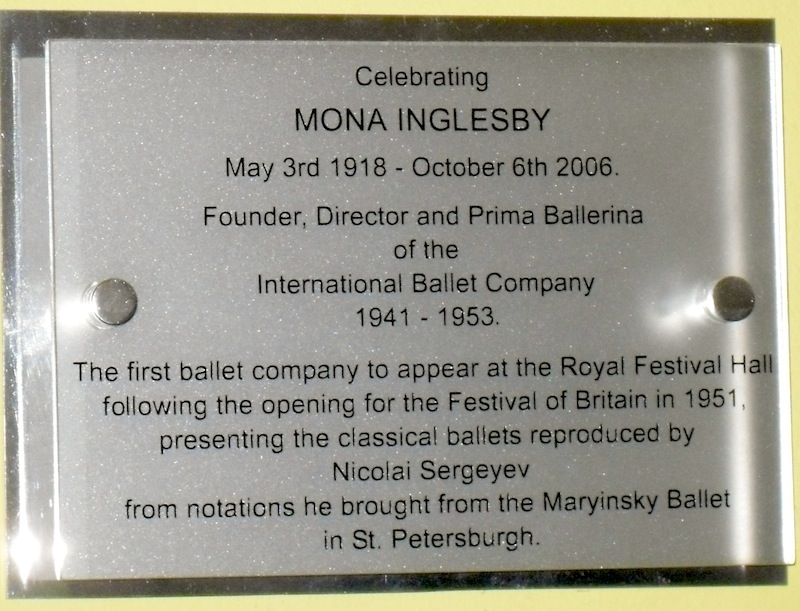 Celebrating
MONA INGLESBY
May 3rd 1918 - October 6th 2006.
Founder, Director and Prima Ballerina
of the
International Ballet Company
1941 - 1953.
The first ballet company to appear at the Royal Festival Hall
following the opening for the Festival of Britain in 1951,
presenting the classical ballets reproduced by
Nicolai Sergeyev
from notations he brought from the Maryinsky Ballet
in St. Petersburgh.